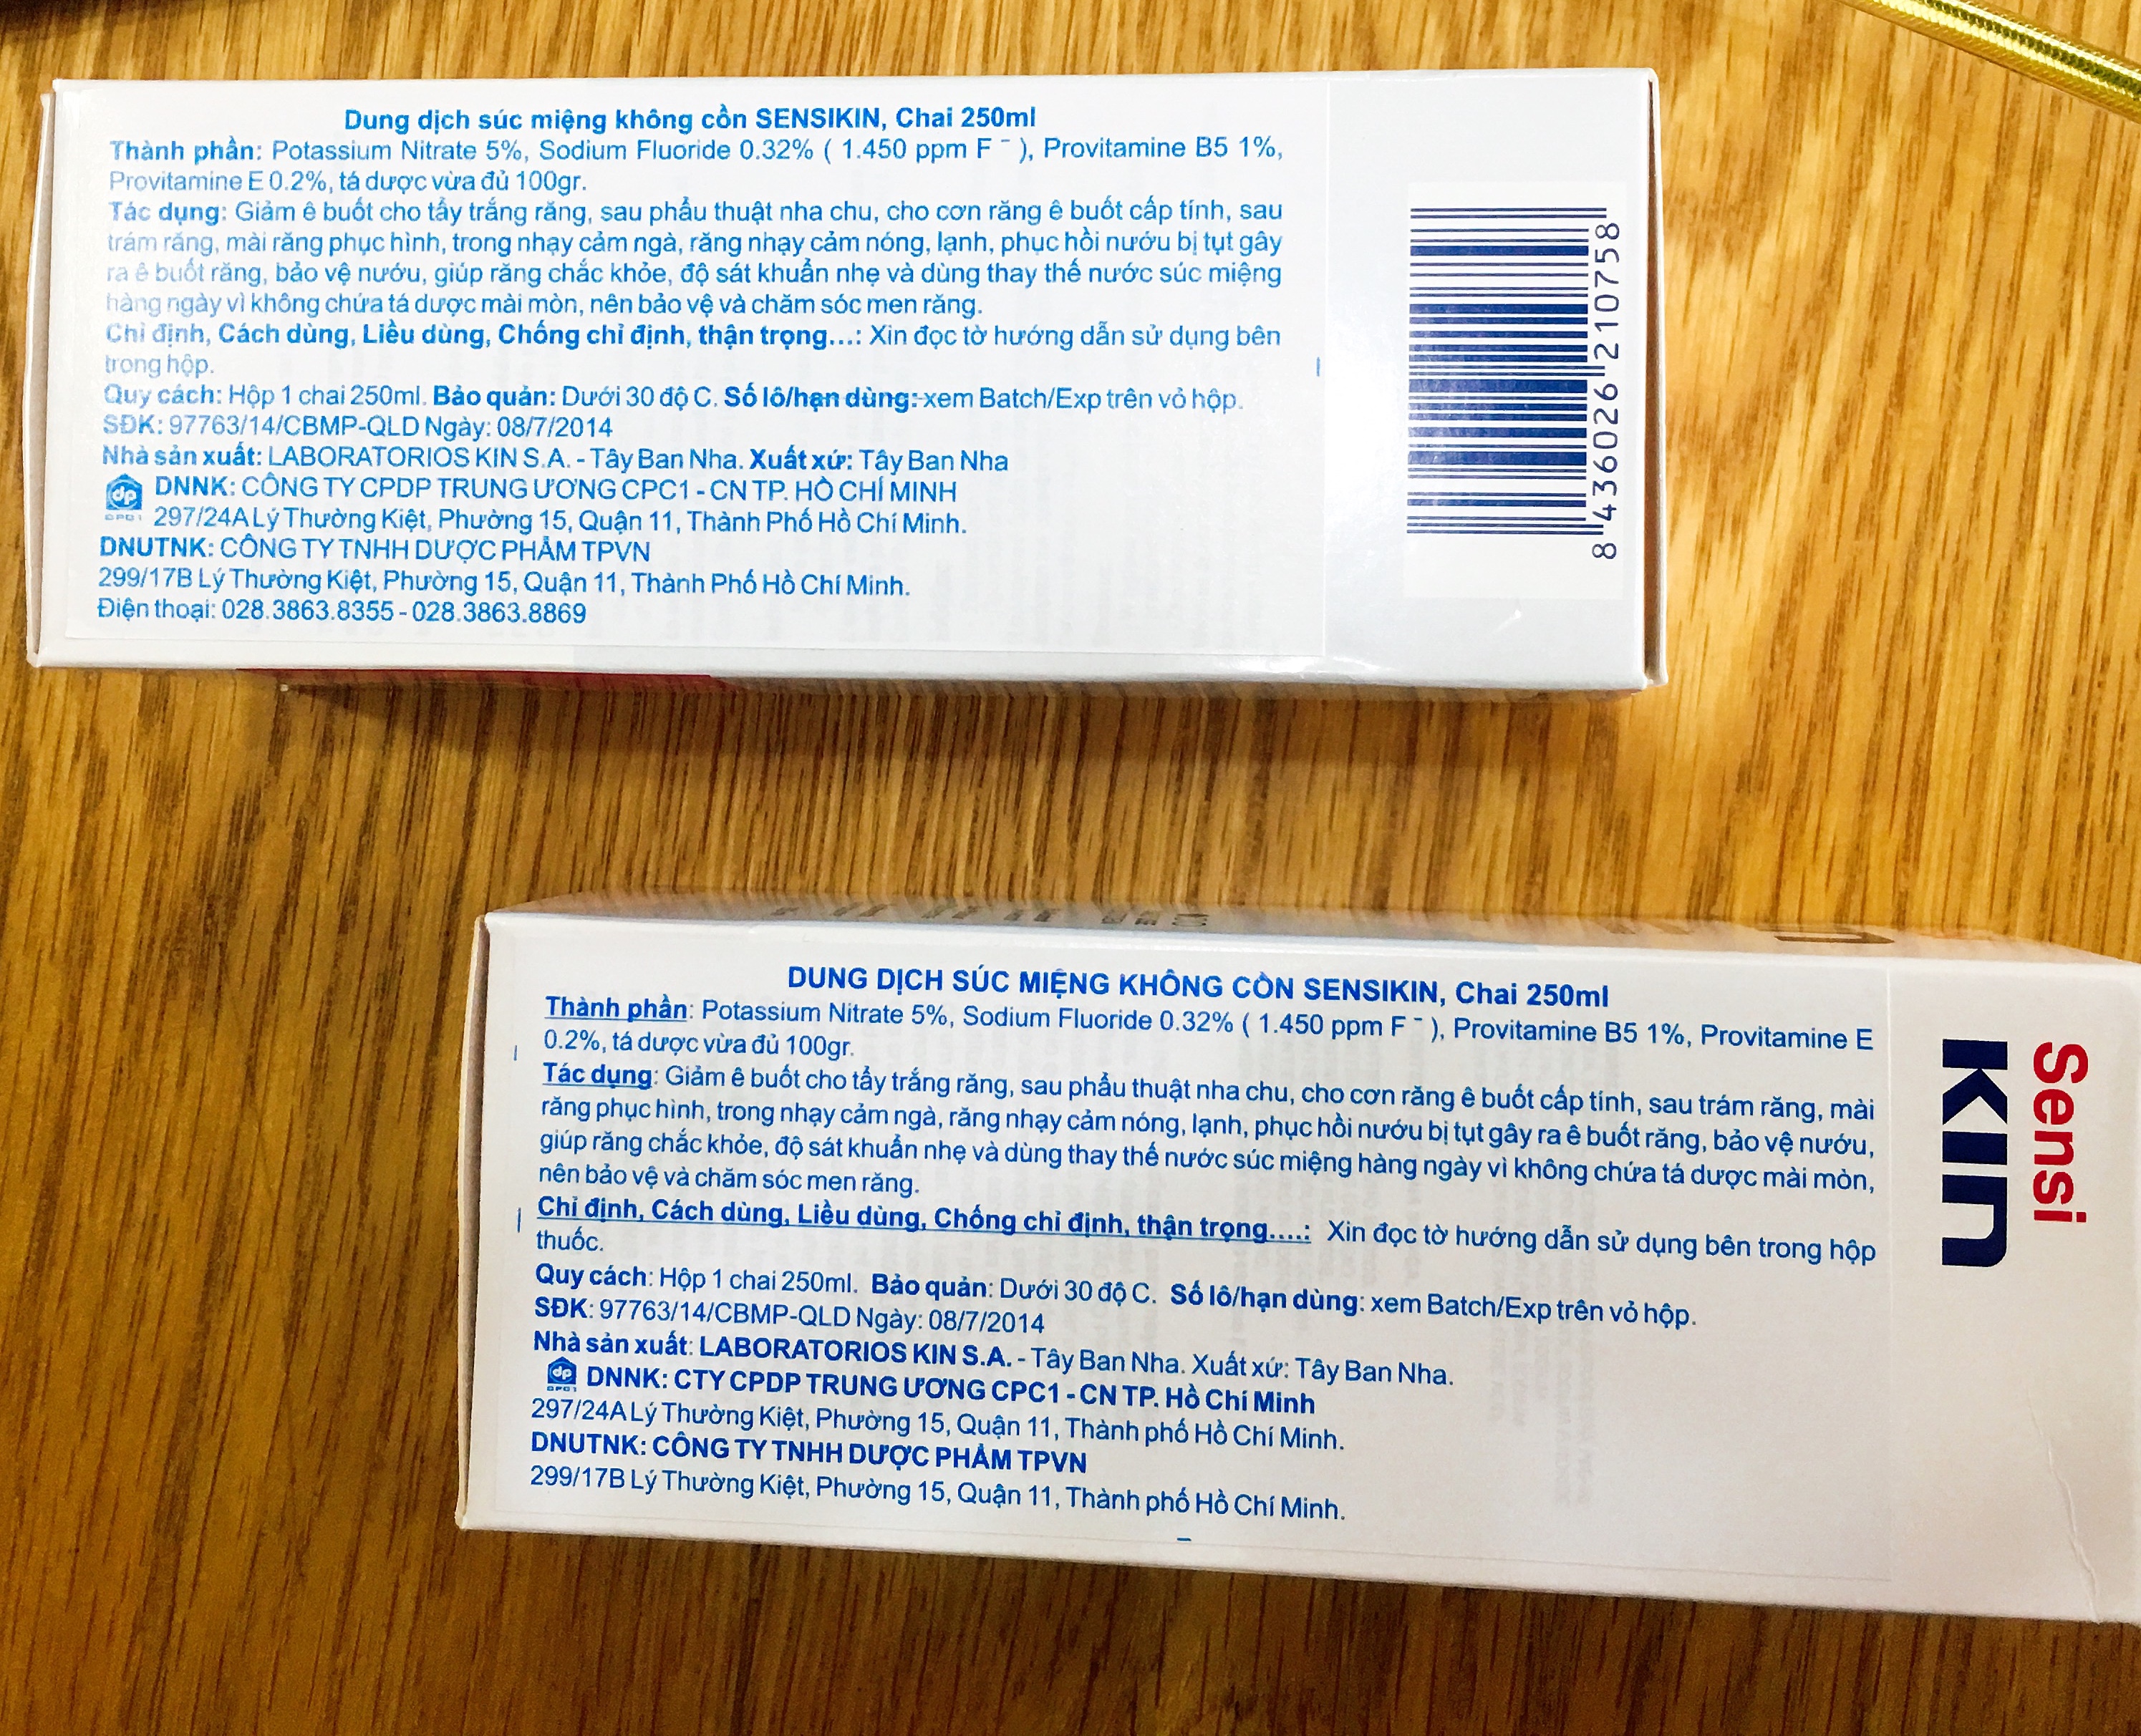 Dung dịch súc miệng không cồn SENSIKIN, Chai 250ml
Thành phần: Potassium Nitrate 5%, Sodium Fluoride 0.32% ( 1.450 ppm F ⁻ ), Provitamine B5 1%,
Provitamine E 0.2%, tá dược vừa đủ 100gr.
Tác dụng: Giảm ê buốt cho tẩy trắng răng, sau phẩu thuật nha chu, cho cơn răng ê buốt cấp tính, sau
trám răng, mài răng phục hình, trong nhạy cảm ngà, răng nhạy cảm nóng, lạnh, phục hồi nướu bị tụt gây
ra ê buốt răng, bảo vệ nướu, giúp răng chắc khỏe, độ sát khuẩn nhẹ và dùng thay thế nước súc miệng
hàng ngày vì không chứa tá dược mài mòn, nên bảo vệ và chăm sóc men răng.
Chỉ định, Cách dùng, Liều dùng, Chống chỉ định, thận trọng...: Xin đọc tờ hướng dẫn sử dụng bên
trong hộp.
Quy cách: Hộp 1 chai 250ml. Bảo quản: Dưới 30 độ C. Số lô/hạn dùng: xem Batch/Exp trên vỏ hộp.
SĐK: 97763/14/CBMP-QLD Ngày: 08/7/2014
Nhà sản xuất: LABORATORIOS KIN S.A. - Tây Ban Nha. Xuất xứ: Tây Ban Nha
dp CPC1 DNNK: CÔNG TY CPDP TRUNG ƯƠNG CPC1 - CN TP. HỒ CHÍ MINH
297/24A Lý Thường Kiệt, Phường 15, Quận 11, Thành Phố Hồ Chí Minh.
DNUTNK: CÔNG TY TNHH DƯỢC PHẨM TPVN
299/17B Lý Thường Kiệt, Phường 15, Quận 11, Thành Phố Hồ Chí Minh.
Điện thoại: 028.3863.8355 - 028.3863.8869
8 436026 210758
DUNG DỊCH SÚC MIỆNG KHÔNG CỒN SENSIKIN, Chai 250ml
Thành phần: Potassium Nitrate 5%, Sodium Fluoride 0.32% ( 1.450 ppm F ⁻ ), Provitamine B5 1%, Provitamine E
0.2%, tá dược vừa đủ 100gr.
Tác dụng: Giảm ê buốt cho tẩy trắng răng, sau phẩu thuật nha chu, cho cơn răng ê buốt cấp tính, sau trám răng, mài
răng phục hình, trong nhạy cảm ngà, răng nhạy cảm nóng, lạnh, phục hồi nướu bị tụt gây ra ê buốt răng, bảo vệ nướu,
giúp răng chắc khỏe, độ sát khuẩn nhẹ và dùng thay thế nước súc miệng hàng ngày vì không chứa tá dược mài mòn,
nên bảo vệ và chăm sóc men răng.
Chỉ định, Cách dùng, Liều dùng, Chống chỉ định, thận trọng....: Xin đọc tờ hướng dẫn sử dụng bên trong hộp
thuốc.
Quy cách: Hộp 1 chai 250ml. Bảo quản: Dưới 30 độ C. Số lô/hạn dùng: xem Batch/Exp trên vỏ hộp.
SĐK: 97763/14/CBMP-QLD Ngày: 08/7/2014
Nhà sản xuất: LABORATORIOS KIN S.A. - Tây Ban Nha. Xuất xứ: Tây Ban Nha.
dp CPC1 DNNK: CTY CPDP TRUNG ƯƠNG CPC1 - CN TP. Hồ Chí Minh
297/24A Lý Thường Kiệt, Phường 15, Quận 11, Thành phố Hồ Chí Minh.
DNUTNK: CÔNG TY TNHH DƯỢC PHẨM TPVN
299/17B Lý Thường Kiệt, Phường 15, Quận 11, Thành phố Hồ Chí Minh.
Sensi
KIN